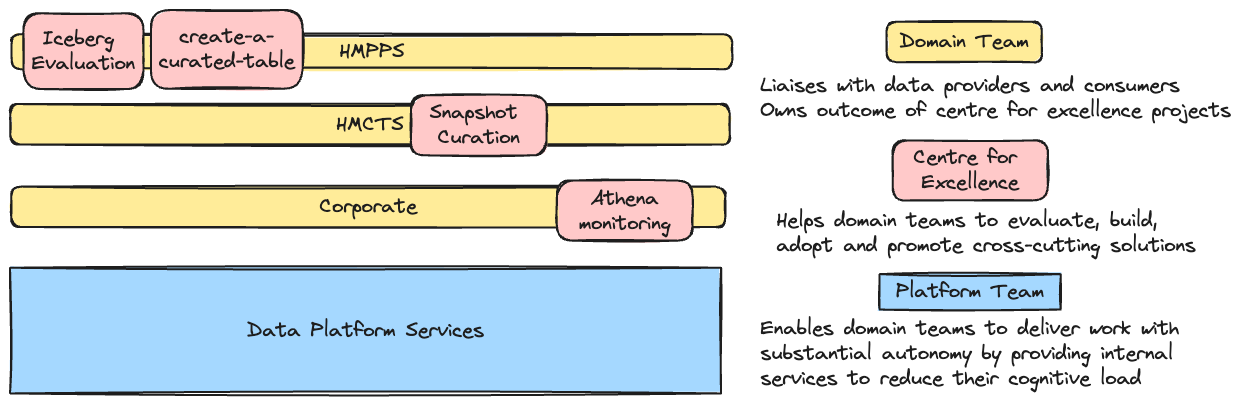 Iceberg
Evaluation
create-a-
curated-table
HMPPS
HMCTS
Snapshot
Curation
Corporate
Athena
monitoring
Data Platform Services
Domain Team
Liaises with data providers and consumers
Owns outcome of centre for excellence projects
Centre for
Excellence
Helps domain teams to evaluate, build,
adopt and promote cross-cutting solutions
Platform Team
Enables domain teams to deliver work with
substantial autonomy by providing internal
services to reduce their cognitive load